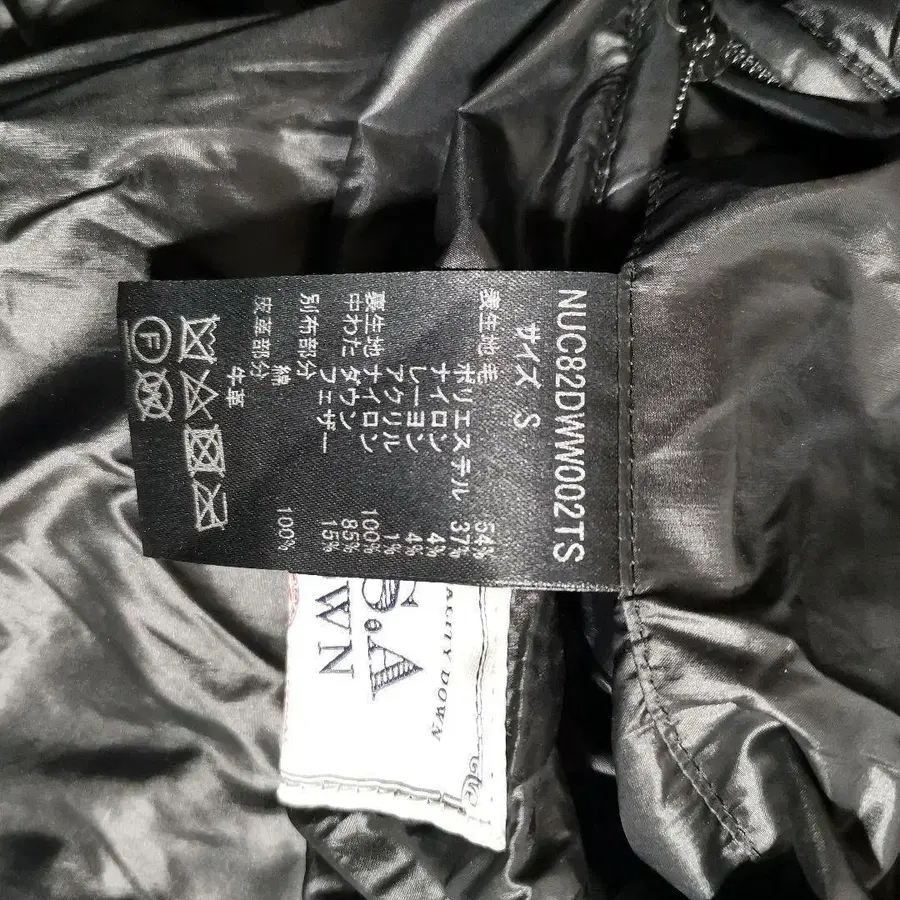 NUC82DWW002TS
サイズ S
表生地 毛 54%
ポリエステル 37%
ナイロン 4%
レーヨン 4%
アクリル 1%
裏生地 ナイロン 100%
中わた ダウン 85%
フェザー 15%
別布部分
綿 100%
皮革部分
牛革
F
DOWN
S.A
WN